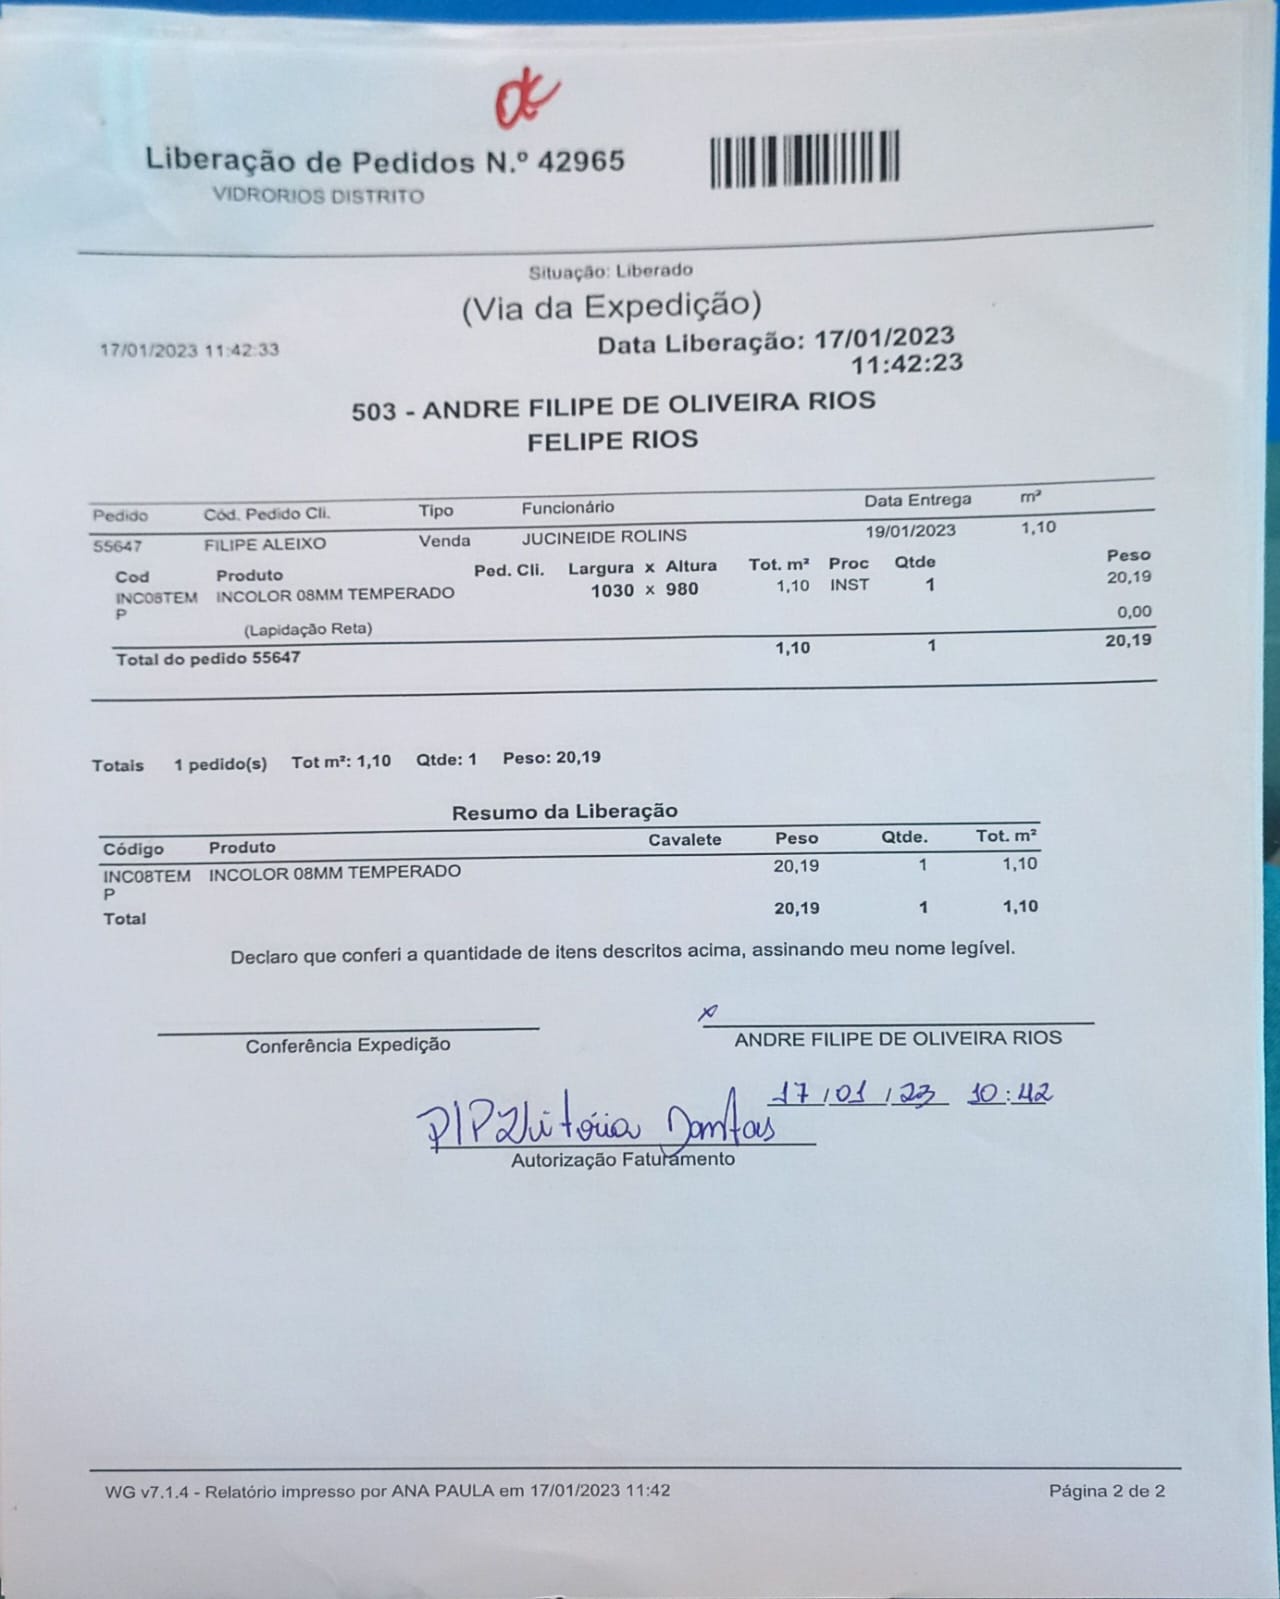 ok
Liberação de Pedidos N.º 42965
VIDRORIOS DISTRITO
Situação: Liberado
(Via da Expedição)
17/01/2023 11:42:33
Data Liberação: 17/01/2023
11:42:23
503 - ANDRE FILIPE DE OLIVEIRA RIOS
FELIPE RIOS
Pedido Cód. Pedido Cli. Tipo Funcionário Data Entrega m²
55647 FILIPE ALEIXO Venda JUCINEIDE ROLINS 19/01/2023 1,10
Cod Produto Ped. Cli. Largura x Altura Tot. m² Proc Qtde Peso
INC08TEM INCOLOR 08MM TEMPERADO 1030 x 980 1,10 INST 1 20,19
P
(Lapidação Reta) 0,00
Total do pedido 55647 1,10 1 20,19
Totais 1 pedido(s) Tot m²: 1,10 Qtde: 1 Peso: 20,19
Resumo da Liberação
Código Produto Cavalete Peso Qtde. Tot. m²
INC08TEM INCOLOR 08MM TEMPERADO 20,19 1 1,10
P
Total 20,19 1 1,10
Declaro que conferi a quantidade de itens descritos acima, assinando meu nome legível.
x
Conferência Expedição ANDRE FILIPE DE OLIVEIRA RIOS
17/01/23 10:42
P/P Vitória Dantas
Autorização Faturamento
WG v7.1.4 - Relatório impresso por ANA PAULA em 17/01/2023 11:42 Página 2 de 2